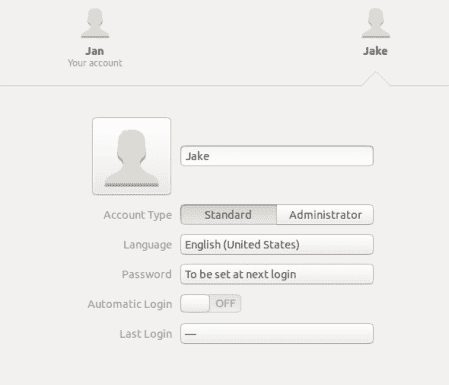 Jan
Your account
Jake
Jake
Account Type Standard Administrator
Language English (United States)
Password To be set at next login
Automatic Login OFF
Last Login —